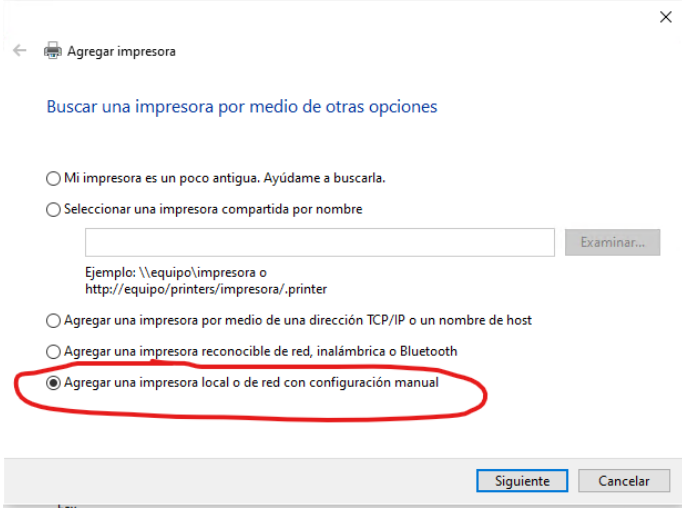 Agregar impresora
Buscar una impresora por medio de otras opciones
Mi impresora es un poco antigua. Ayúdame a buscarla.
Seleccionar una impresora compartida por nombre
Examinar...
Ejemplo: \\equipo\impresora o
http://equipo/printers/impresora/.printer
Agregar una impresora por medio de una dirección TCP/IP o un nombre de host
Agregar una impresora reconocible de red, inalámbrica o Bluetooth
Agregar una impresora local o de red con configuración manual
Siguiente
Cancelar